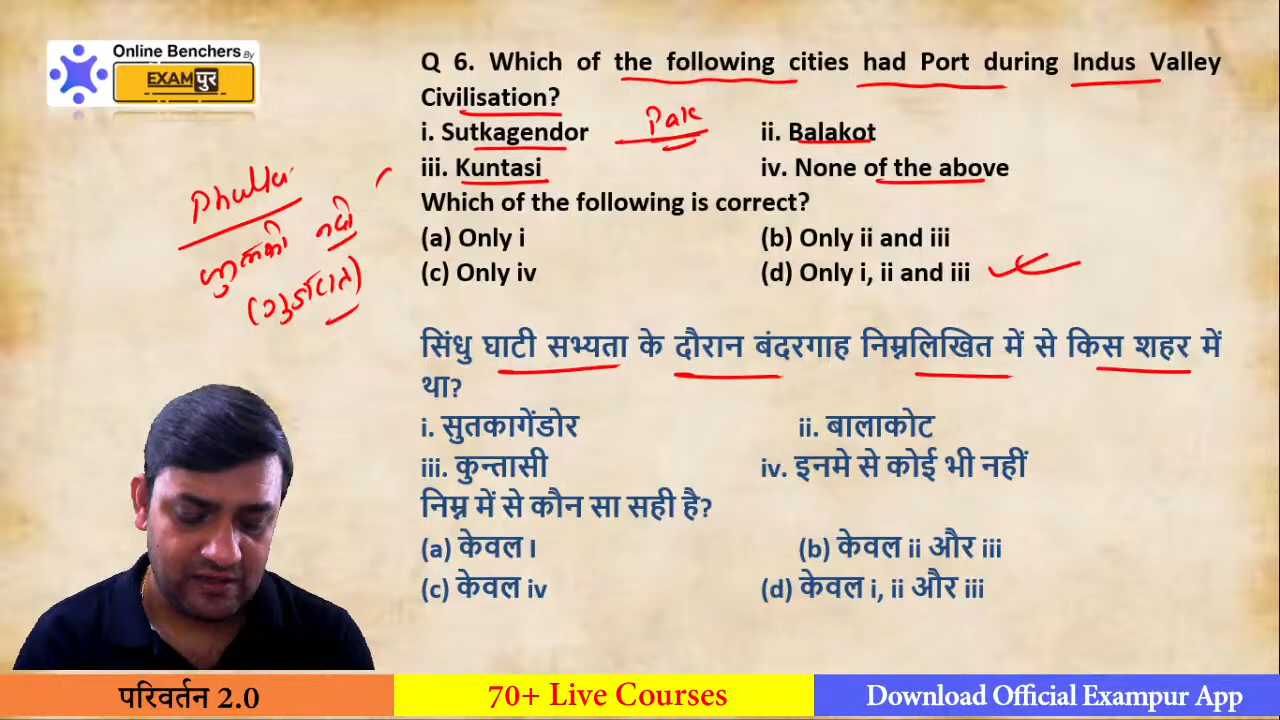 Online Benchers By
EXAMपुर
Q 6. Which of the following cities had Port during Indus Valley
Civilisation?
i. Sutkagendor Pak ii. Balakot
iii. Kuntasi iv. None of the above
Which of the following is correct?
(a) Only i (b) Only ii and iii
(c) Only iv (d) Only i, ii and iii
नदी
सिंधु घाटी सभ्यता के दौरान बंदरगाह निम्नलिखित में से किस शहर में
था?
i. सुतकागेंडोर ii. बालाकोट
iii. कुन्तासी iv. इनमे से कोई भी नहीं
निम्न में से कौन सा सही है?
(a) केवल I (b) केवल ii और iii
(c) केवल iv (d) केवल i, ii और iii
परिवर्तन 2.0 70+ Live Courses Download Official Exampur App